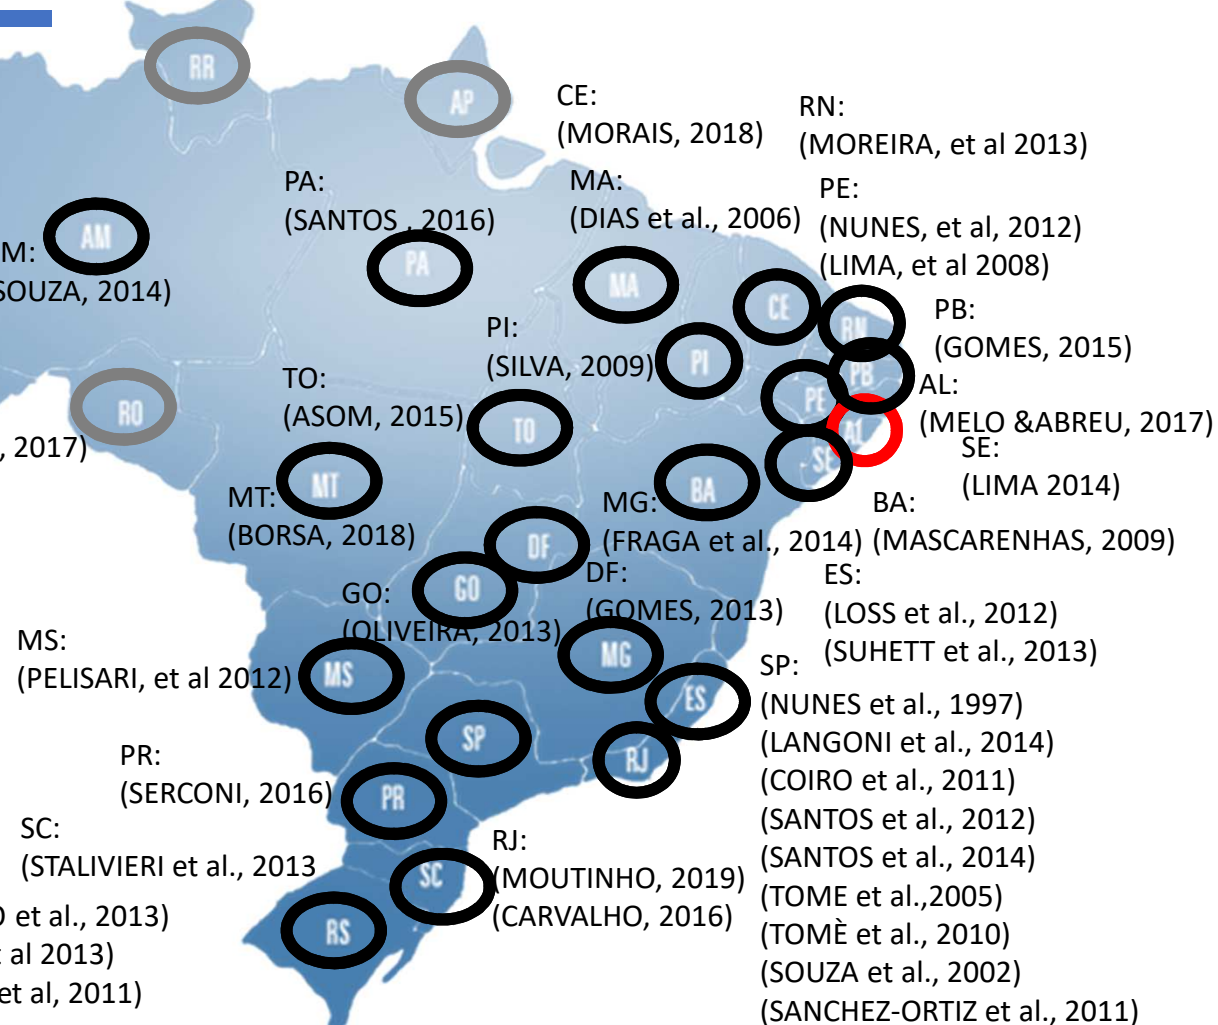 RR
AP
CE:
(MORAIS, 2018)
RN:
(MOREIRA, et al 2013)
PA:
(SANTOS , 2016)
MA:
(DIAS et al., 2006)
PE:
(NUNES, et al, 2012)
(LIMA, et al 2008)
AM
M:
SOUZA, 2014)
PA
MA
CE
RN
PB:
(GOMES, 2015)
PI:
(SILVA, 2009)
PI
PB
TO:
(ASOM, 2015)
PE
AL:
(MELO &ABREU, 2017)
RO
, 2017)
TO
AL
SE
SE:
(LIMA 2014)
MT
MT:
(BORSA, 2018)
BA
MG:
(FRAGA et al., 2014)
BA:
(MASCARENHAS, 2009)
DF
DF:
(GOMES, 2013)
ES:
(LOSS et al., 2012)
(SUHETT et al., 2013)
GO
GO:
(OLIVEIRA, 2013)
MS:
(PELISARI, et al 2012)
MS
MG
ES
SP:
(NUNES et al., 1997)
(LANGONI et al., 2014)
(COIRO et al., 2011)
(SANTOS et al., 2012)
(SANTOS et al., 2014)
(TOME et al.,2005)
(TOMÈ et al., 2010)
(SOUZA et al., 2002)
(SANCHEZ-ORTIZ et al., 2011)
SP
RJ
PR:
(SERCONI, 2016)
PR
SC:
(STALIVIERI et al., 2013
SC
RJ:
(MOUTINHO, 2019)
(CARVALHO, 2016)
O et al., 2013)
t al 2013)
et al, 2011)
RS